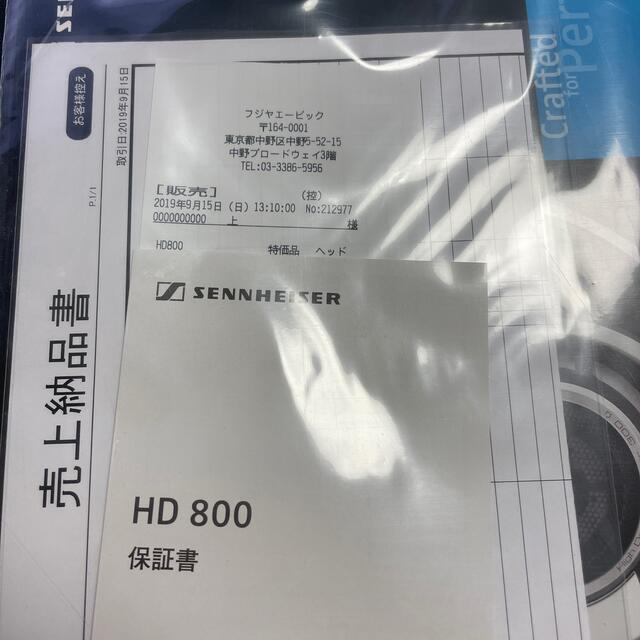 フジヤエービック
〒164-0001
東京都中野区中野5-52-15
中野ブロードウェイ3階
TEL:03-3386-5956
[販売] (控)
2019年9月15日 (日) 13:10:00 No:212977
0000000000 上 様
HD800 特価品 ヘッド
SENNHEISER
HD 800
保証書
売上納品書
お客様控え
取引日:2019年9月15日
P.1/1
Crafted
for Per